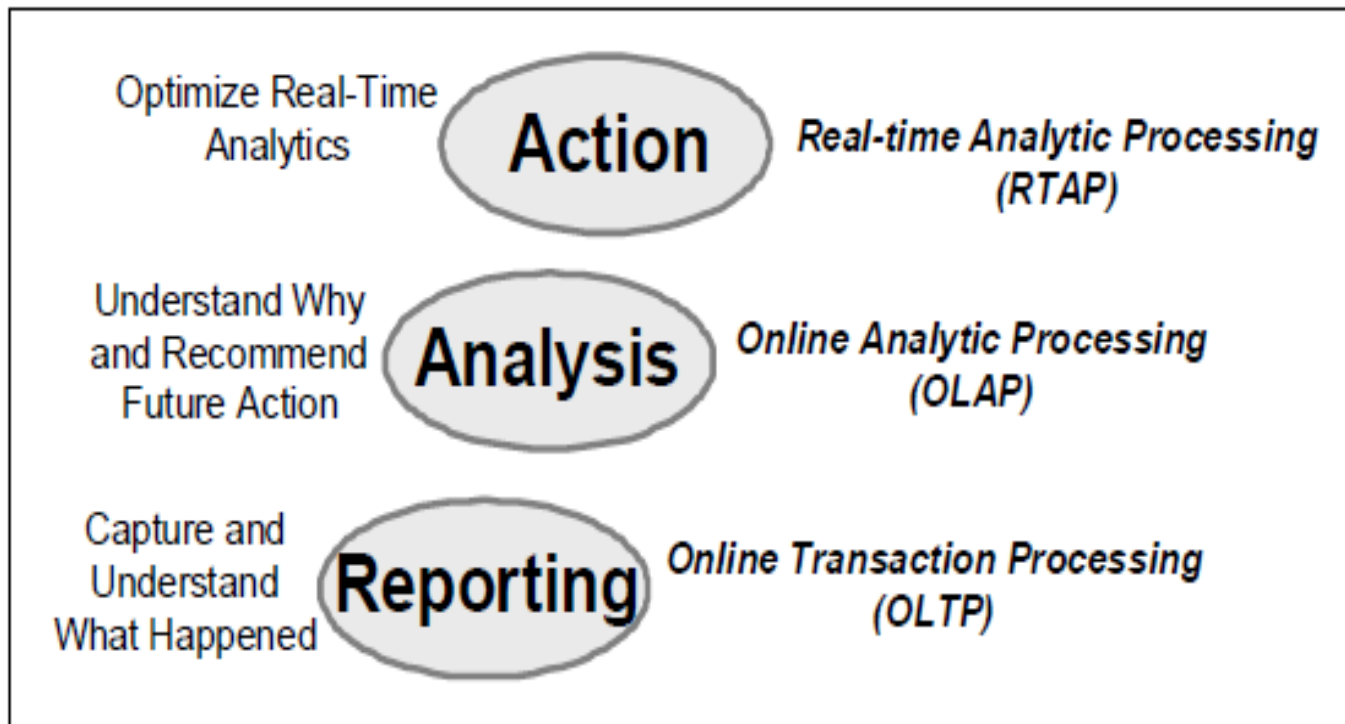 Optimize Real-Time
Analytics
Action
Real-time Analytic Processing
(RTAP)
Understand Why
and Recommend
Future Action
Analysis
Online Analytic Processing
(OLAP)
Capture and
Understand
What Happened
Reporting
Online Transaction Processing
(OLTP)